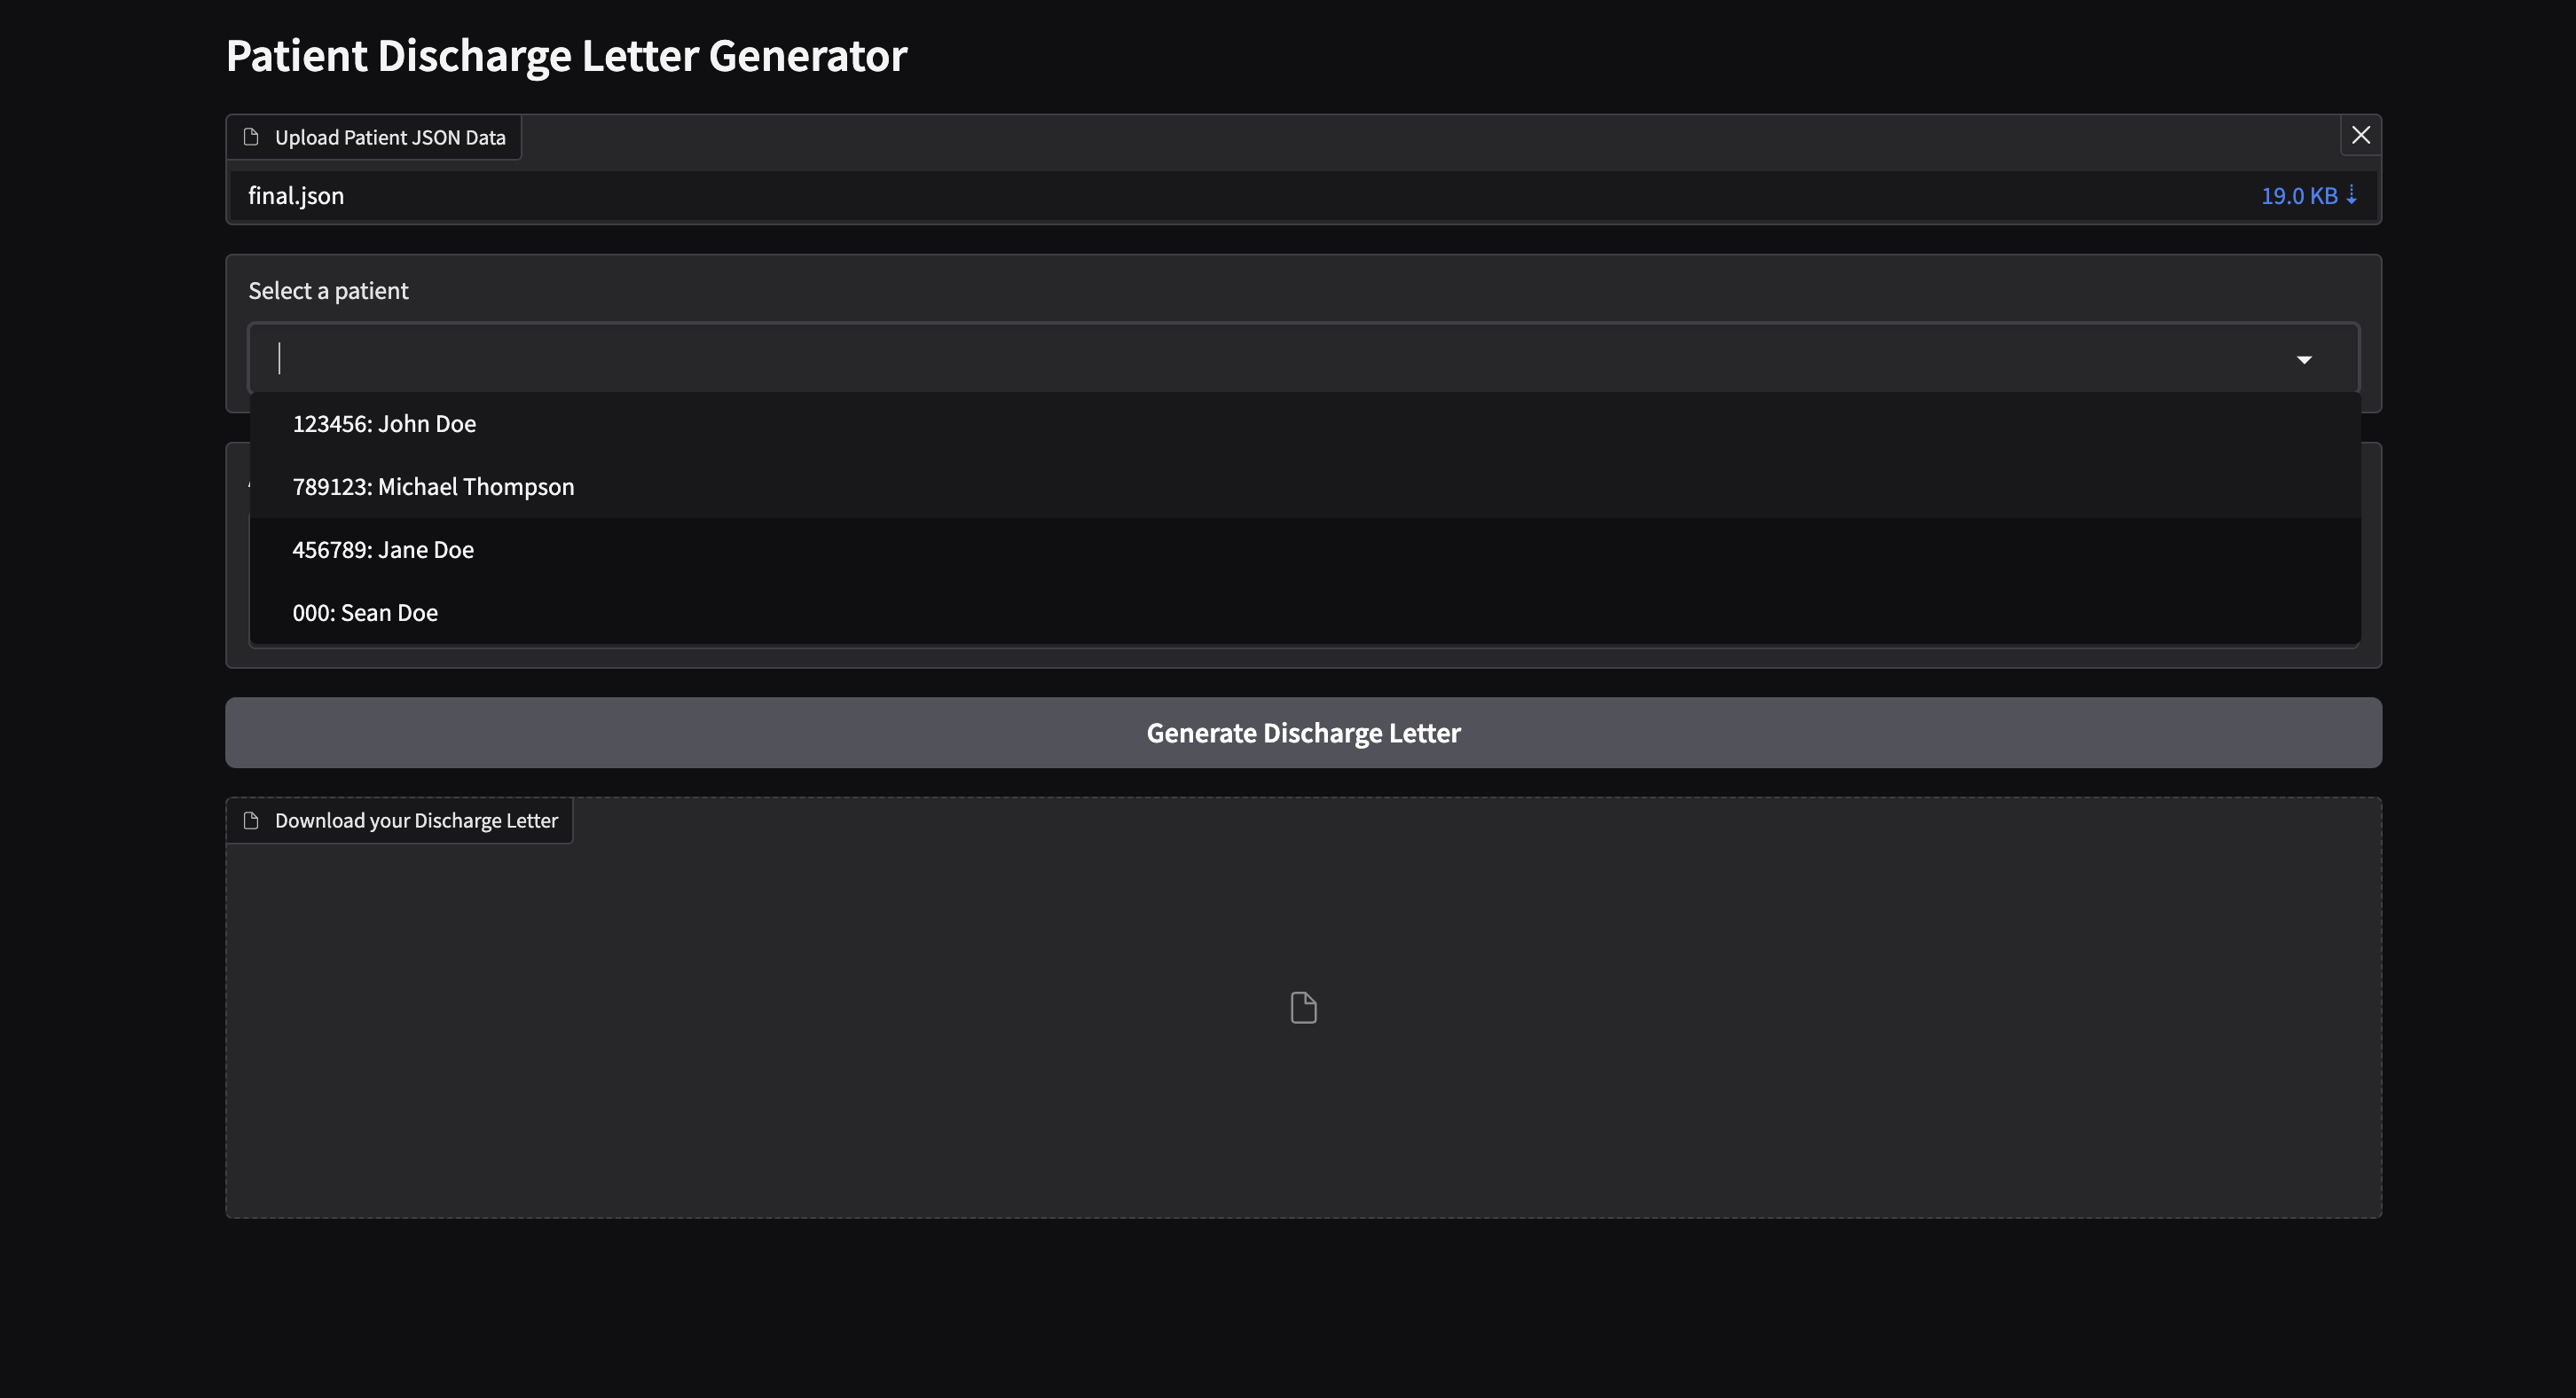 Patient Discharge Letter Generator
Upload Patient JSON Data
final.json 19.0 KB
Select a patient
123456: John Doe
789123: Michael Thompson
456789: Jane Doe
000: Sean Doe
Generate Discharge Letter
Download your Discharge Letter